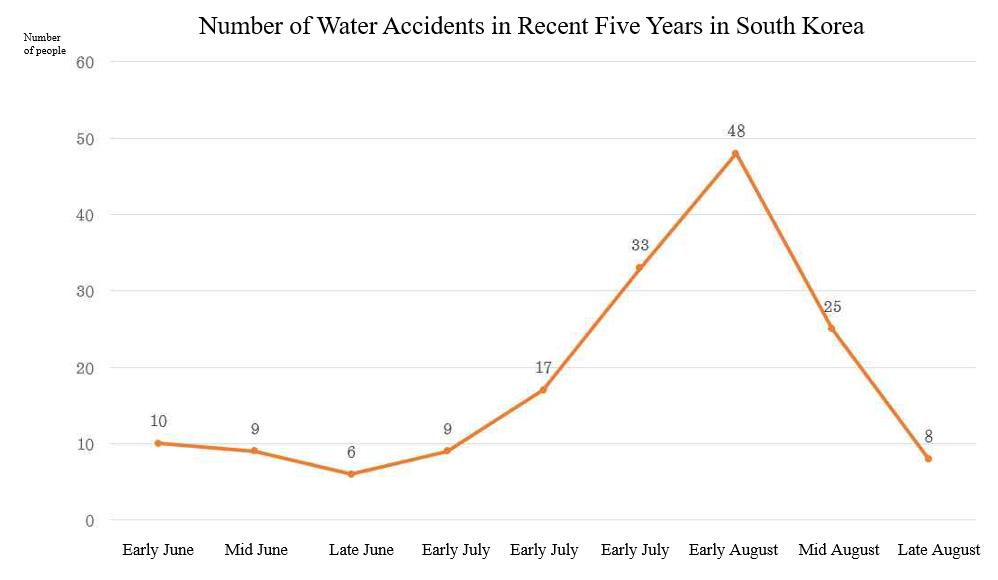 Number of Water Accidents in Recent Five Years in South Korea
Number
of people
60
50
48
40
33
30
25
20
17
10
10
9
6
9
8
0
Early June
Mid June
Late June
Early July
Early July
Early July
Early August
Mid August
Late August